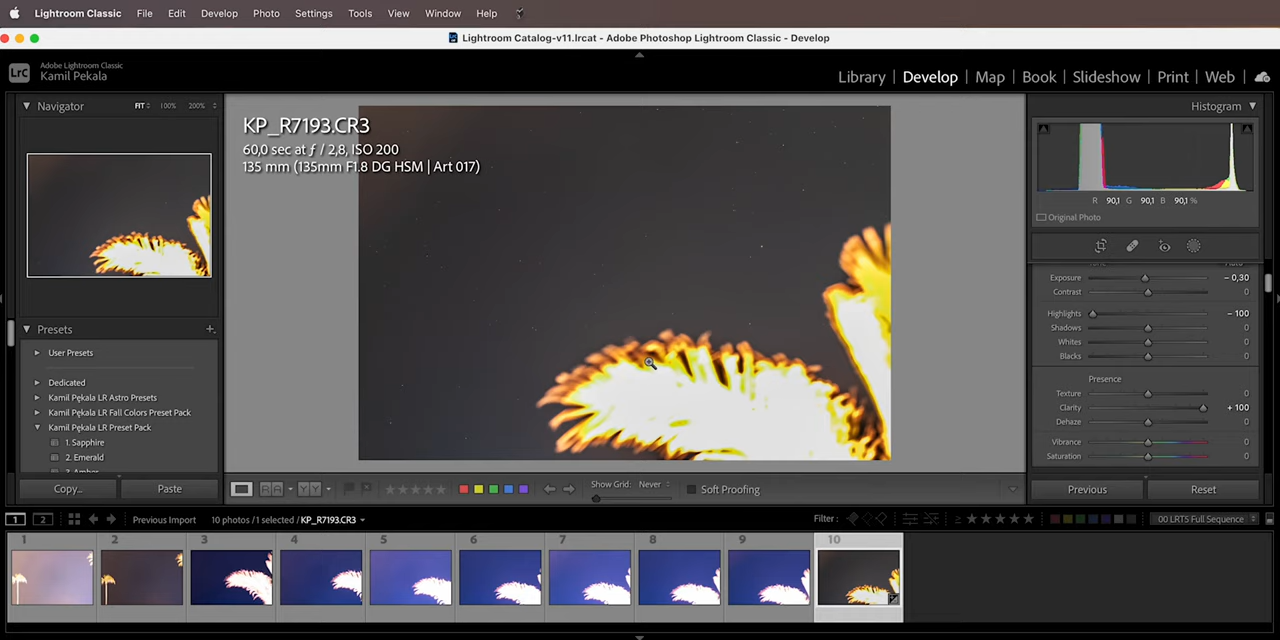 Lightroom Classic File Edit Develop Photo Settings Tools View Window Help
Lightroom Catalog-v11.lrcat - Adobe Photoshop Lightroom Classic - Develop
LrC
Adobe Lightroom Classic
Kamil Pekala
Library | Develop | Map | Book | Slideshow | Print | Web
Navigator FIT 100% 200%
Histogram
KP_R7193.CR3
60,0 sec at ƒ / 2,8, ISO 200
135 mm (135mm F1.8 DG HSM | Art 017)
R 90,1 G 90,1 B 90,1 %
Original Photo
Exposure - 0,30
Contrast 0
Highlights - 100
Shadows 0
Whites 0
Blacks 0
Presence
Texture 0
Clarity + 100
Dehaze 0
Vibrance 0
Saturation 0
Presets +
User Presets
Dedicated
Kamil Pękala LR Astro Presets
Kamil Pękala LR Fall Colors Preset Pack
Kamil Pękala LR Preset Pack
1. Sapphire
2. Emerald
3. Amber
Copy... Paste
R A Y Y
Show Grid: Never
Soft Proofing
Previous Reset
1 2 Previous Import 10 photos / 1 selected / KP_R7193.CR3
Filter : 00 LRTS Full Sequence
1 2 3 4 5 6 7 8 9 10